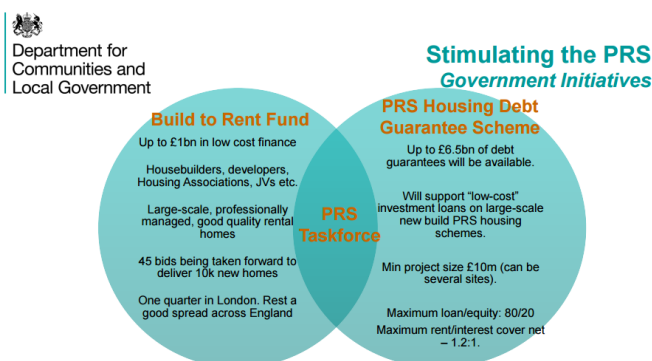 Department for
Communities and
Local Government
Stimulating the PRS
Government Initiatives
Build to Rent Fund
Up to £1bn in low cost finance
Housebuilders, developers,
Housing Associations, JVs etc.
Large-scale, professionally
managed, good quality rental
homes
45 bids being taken forward to
deliver 10k new homes
One quarter in London. Rest a
good spread across England
PRS
Taskforce
PRS Housing Debt
Guarantee Scheme
Up to £6.5bn of debt
guarantees will be available.
Will support “low-cost”
investment loans on large-scale
new build PRS housing
schemes.
Min project size £10m (can be
several sites).
Maximum loan/equity: 80/20
Maximum rent/interest cover net
– 1.2:1.